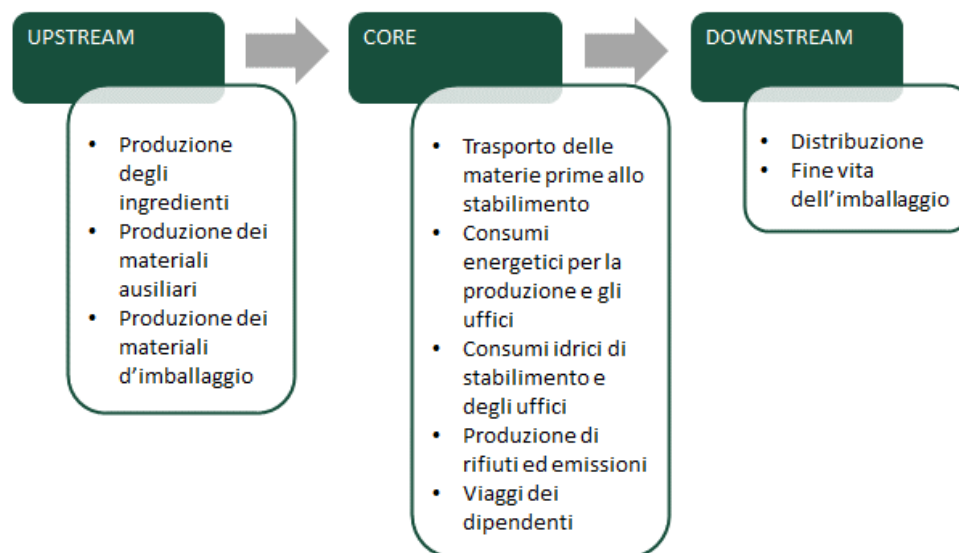 UPSTREAM
• Produzione
degli
ingredienti
• Produzione dei
materiali
ausiliari
• Produzione dei
materiali
d’imballaggio
CORE
• Trasporto delle
materie prime allo
stabilimento
• Consumi
energetici per la
produzione e gli
uffici
• Consumi idrici di
stabilimento e
degli uffici
• Produzione di
rifiuti ed emissioni
• Viaggi dei
dipendenti
DOWNSTREAM
• Distribuzione
• Fine vita
dell’imballaggio